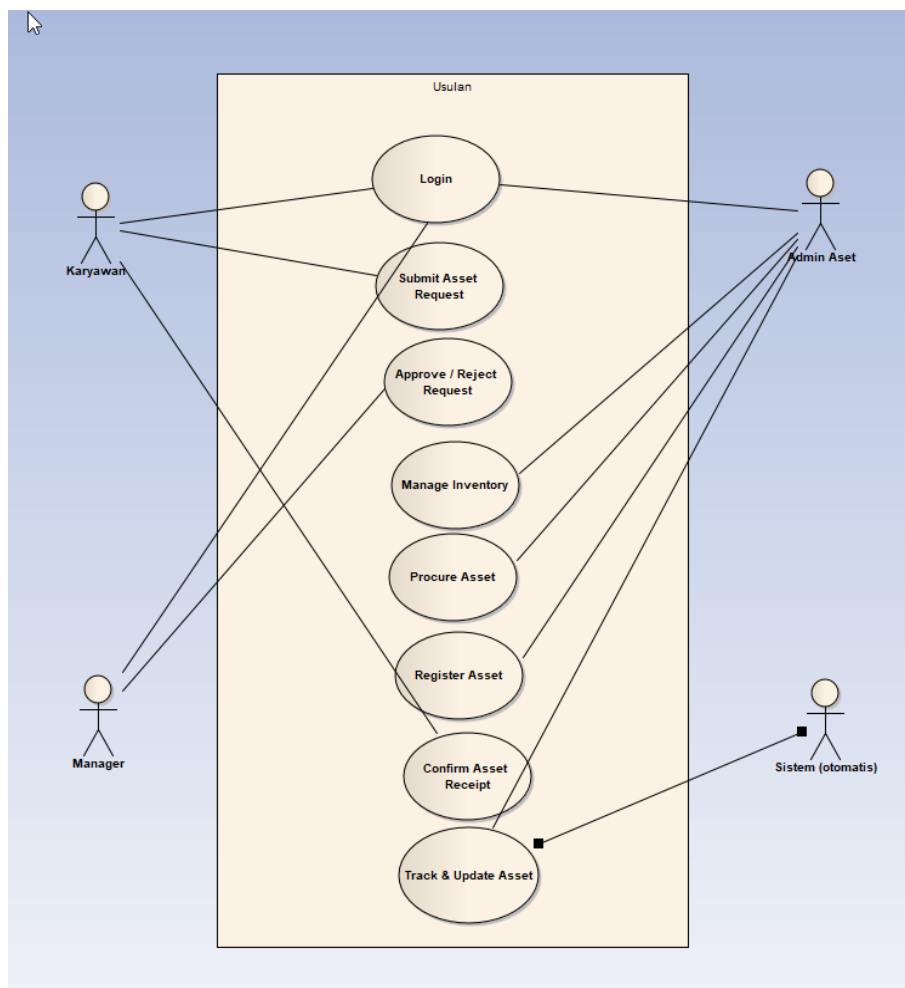 Usulan
Login
Karyawan
Admin Aset
Submit Asset
Request
Approve / Reject
Request
Manage Inventory
Procure Asset
Register Asset
Manager
Sistem (otomatis)
Confirm Asset
Receipt
Track & Update Asset